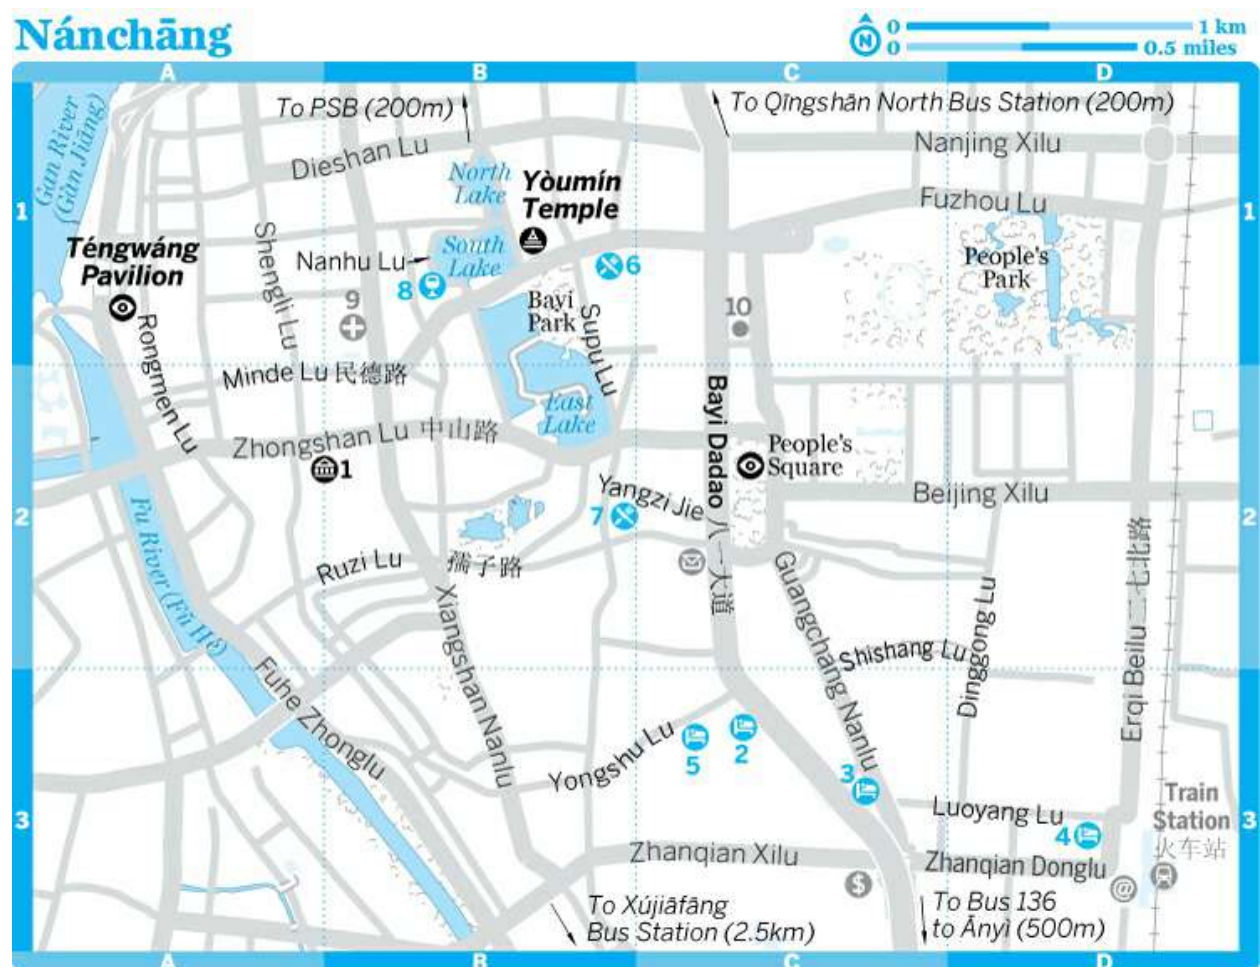 Nánchāng
N
0
1 km
0
0.5 miles
A
B
C
D
To PSB (200m)
To Qīngshān North Bus Station (200m)
Gan River
(Gàn Jiāng)
Dieshan Lu
Nanjing Xilu
North
Lake
Yòumín
Temple
Fuzhou Lu
1
1
Téngwáng
Pavilion
Shengli Lu
Nanhu Lu
South
Lake
6
People's
Park
8
9
Bayi
Park
10
Rongmen Lu
Supu Lu
Minde Lu 民德路
East
Lake
Bayi Dadao 八一大道
Zhongshan Lu 中山路
1
People's
Square
Yangzi Jie
Beijing Xilu
2
7
2
Fu River (Fǔ Hé)
Ruzi Lu
孺子路
Erqi Beilu 二七北路
Xiangshan Nanlu
Guangchang Nanlu
Shishang Lu
Dinggong Lu
Fuhe Zhonglu
Yongshu Lu
5
2
3
Luoyang Lu
4
Train
Station
火车站
3
3
Zhanqian Xilu
Zhanqian Donglu
$
@
To Xújiāfāng
Bus Station (2.5km)
To Bus 136
to Ānyì (500m)
A
B
C
D